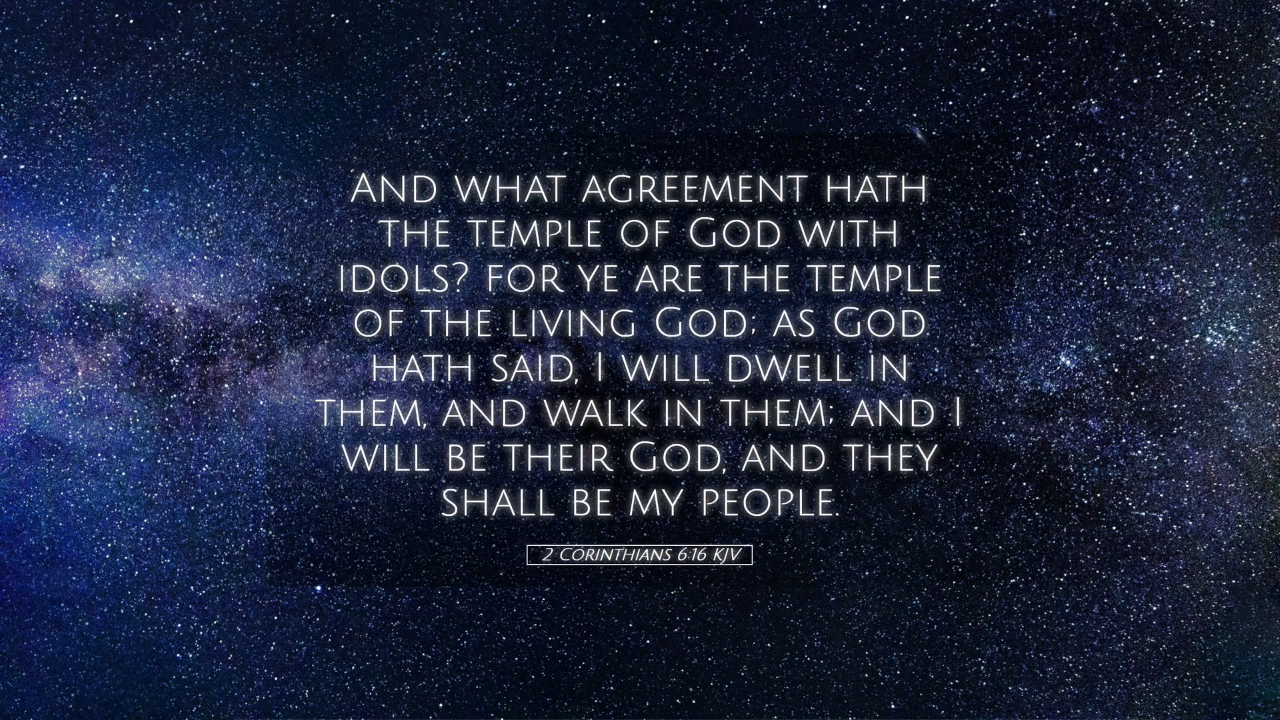 And what agreement hath
the temple of God with
idols? for ye are the temple
of the living God; as God
hath said, I will dwell in
them, and walk in them; and I
will be their God, and they
shall be my people.
2 Corinthians 6:16 KJV